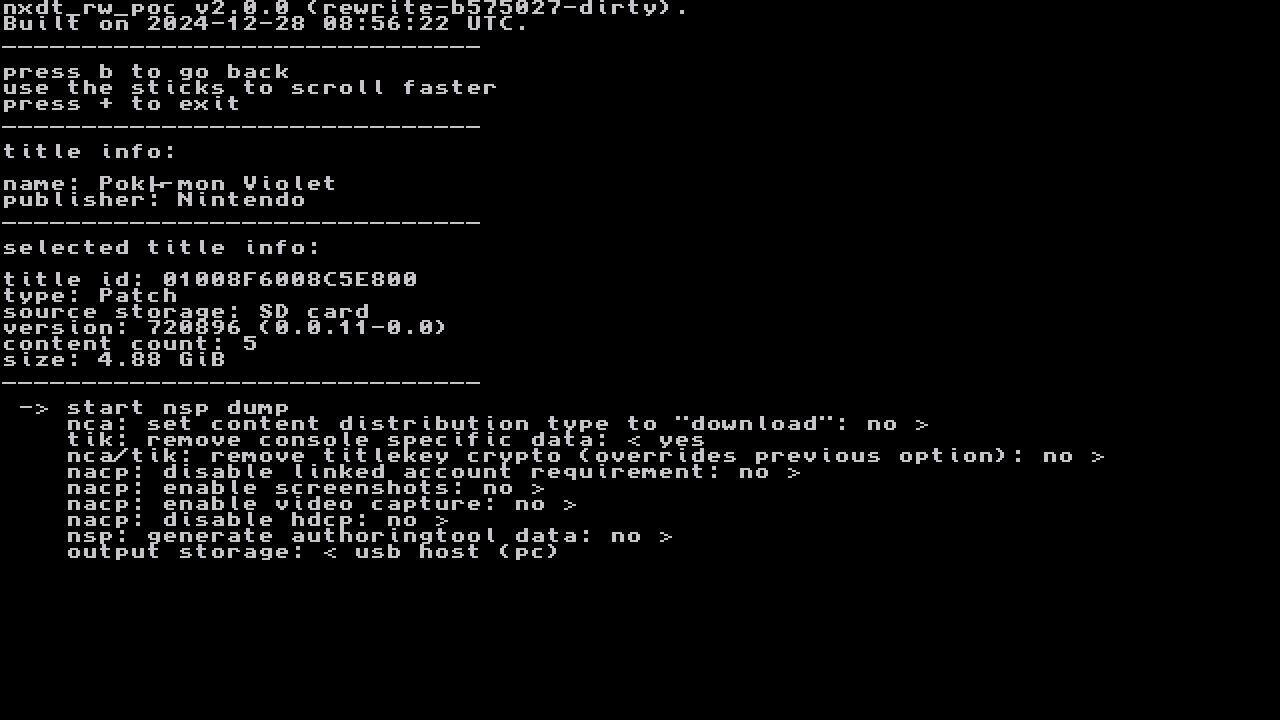 nxdt_rw_poc v2.0.0 (rewrite-b575027-dirty).
Built on 2024-12-28 08:56:22 UTC.
______________________________
press b to go back
use the sticks to scroll faster
press + to exit
______________________________
title info:
name: Pok├⌐mon Violet
publisher: Nintendo
______________________________
selected title info:
title id: 01008F6008C5E800
type: Patch
source storage: SD card
version: 720896 (0.0.11-0.0)
content count: 5
size: 4.88 GiB
______________________________
-> start nsp dump
nca: set content distribution type to "download": no >
tik: remove console specific data: < yes
nca/tik: remove titlekey crypto (overrides previous option): no >
nacp: disable linked account requirement: no >
nacp: enable screenshots: no >
nacp: enable video capture: no >
nacp: disable hdcp: no >
nsp: generate authoringtool data: no >
output storage: < usb host (pc)